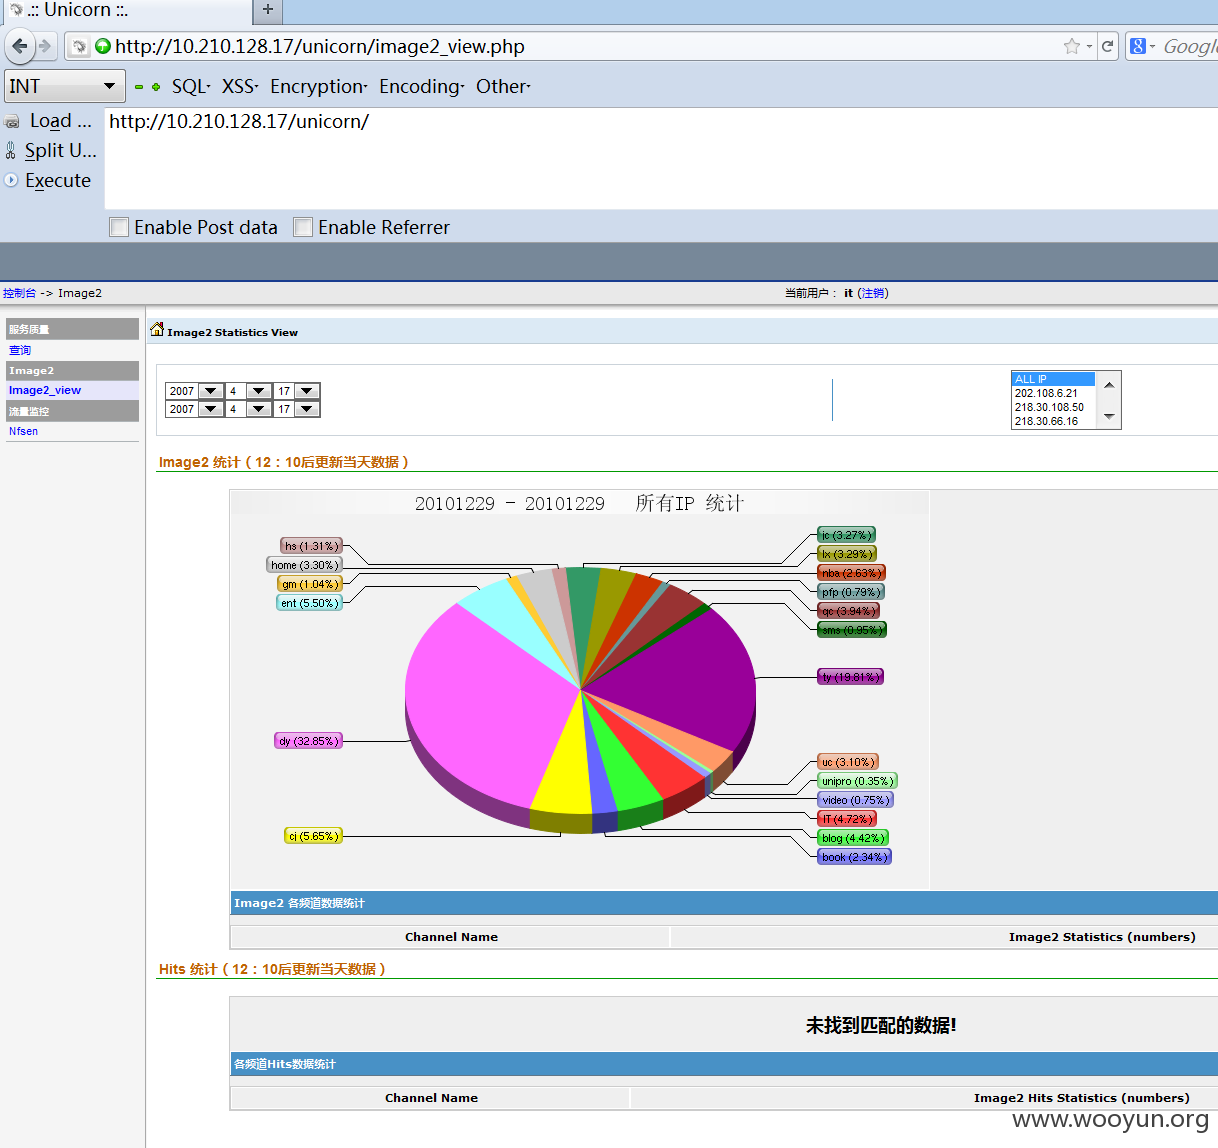 .:: Unicorn ::.
http://10.210.128.17/unicorn/image2_view.php
Google
INT
SQL XSS Encryption Encoding Other
Load ...
http://10.210.128.17/unicorn/
Split U...
Execute
Enable Post data Enable Referrer
控制台 -> Image2
当前用户： it (注销)
服务质量
查询
Image2
Image2_view
流量监控
Nfsen
Image2 Statistics View
2007 4 17
2007 4 17
ALL IP
202.108.6.21
218.30.108.50
218.30.66.16
Image2 统计（12：10后更新当天数据）
20101229 - 20101229 所有IP 统计
hs (1.31%)
home (3.30%)
gm (1.04%)
ent (5.50%)
dy (32.85%)
cj (5.65%)
jc (3.27%)
lx (3.29%)
nba (2.63%)
pfp (0.79%)
qc (3.94%)
sms (0.95%)
ty (19.81%)
uc (3.10%)
unipro (0.35%)
video (0.75%)
IT (4.72%)
blog (4.42%)
book (2.34%)
Image2 各频道数据统计
Channel Name Image2 Statistics (numbers)
Hits 统计（12：10后更新当天数据）
未找到匹配的数据!
各频道Hits数据统计
Channel Name Image2 Hits Statistics (numbers)
www.wooyun.org